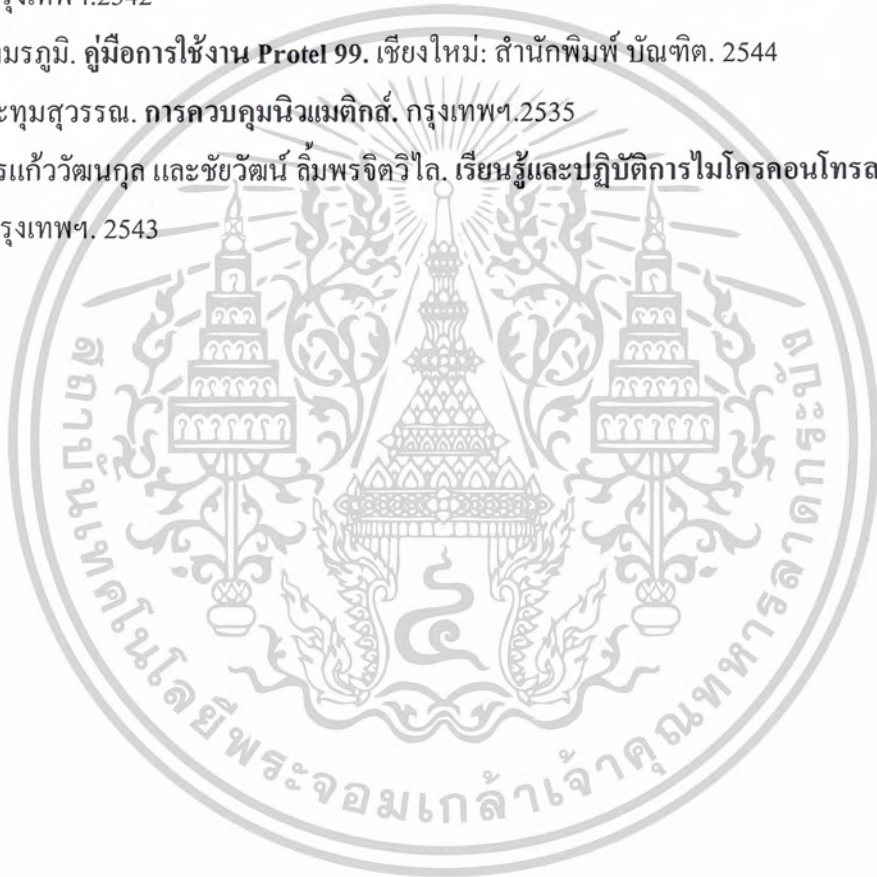 กรุงเทพฯ.2542
มรภูมิ. คู่มือการใช้งาน Protel 99. เชียงใหม่: สำนักพิมพ์ บัณฑิต. 2544
ะทุมสุวรรณ. การควบคุมนิวแมติกส์. กรุงเทพฯ.2535
รแก้ววัฒนกุล และชัยวัฒน์ ลิ้มพรจิตวิไล. เรียนรู้และปฏิบัติการไมโครคอนโทรล
กรุงเทพฯ. 2543
สถาบันเทคโนโลยีพระจอมเกล้าเจ้าคุณทหารลาดกระบัง
๔